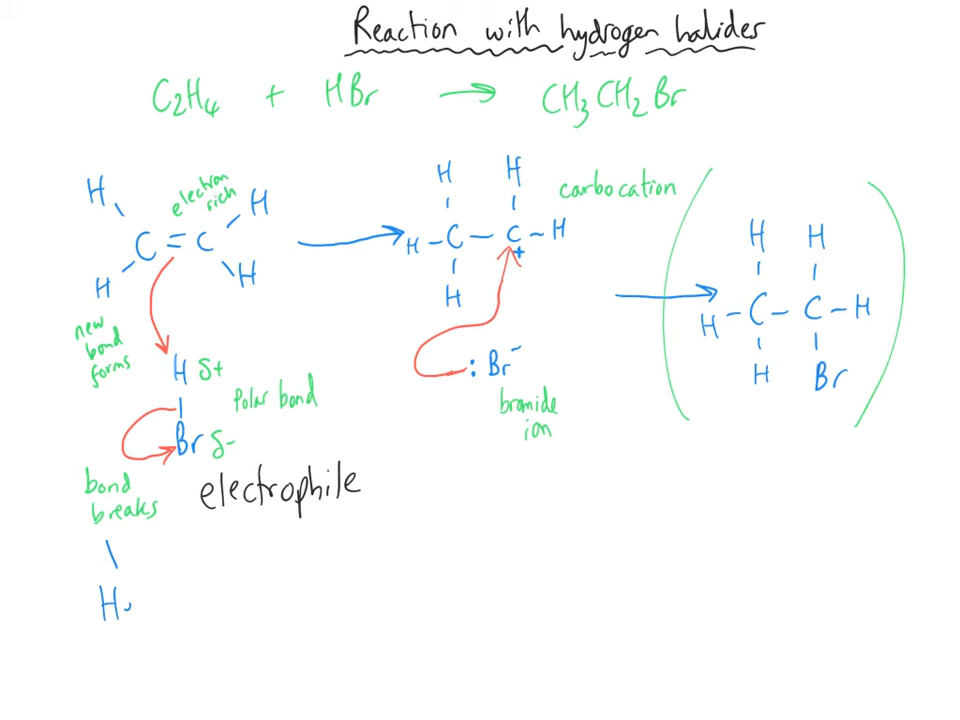 Reaction with hydrogen halides
C2H4 + HBr → CH3CH2Br
H
electron rich
H
C = C
H
H
H H
H - C - C - H
+
H
carbocation
H H
H - C - C - H
H Br
new bond forms
H δ+
Polar bond
Br δ-
: Br-
bromide ion
bond breaks
electrophile
H